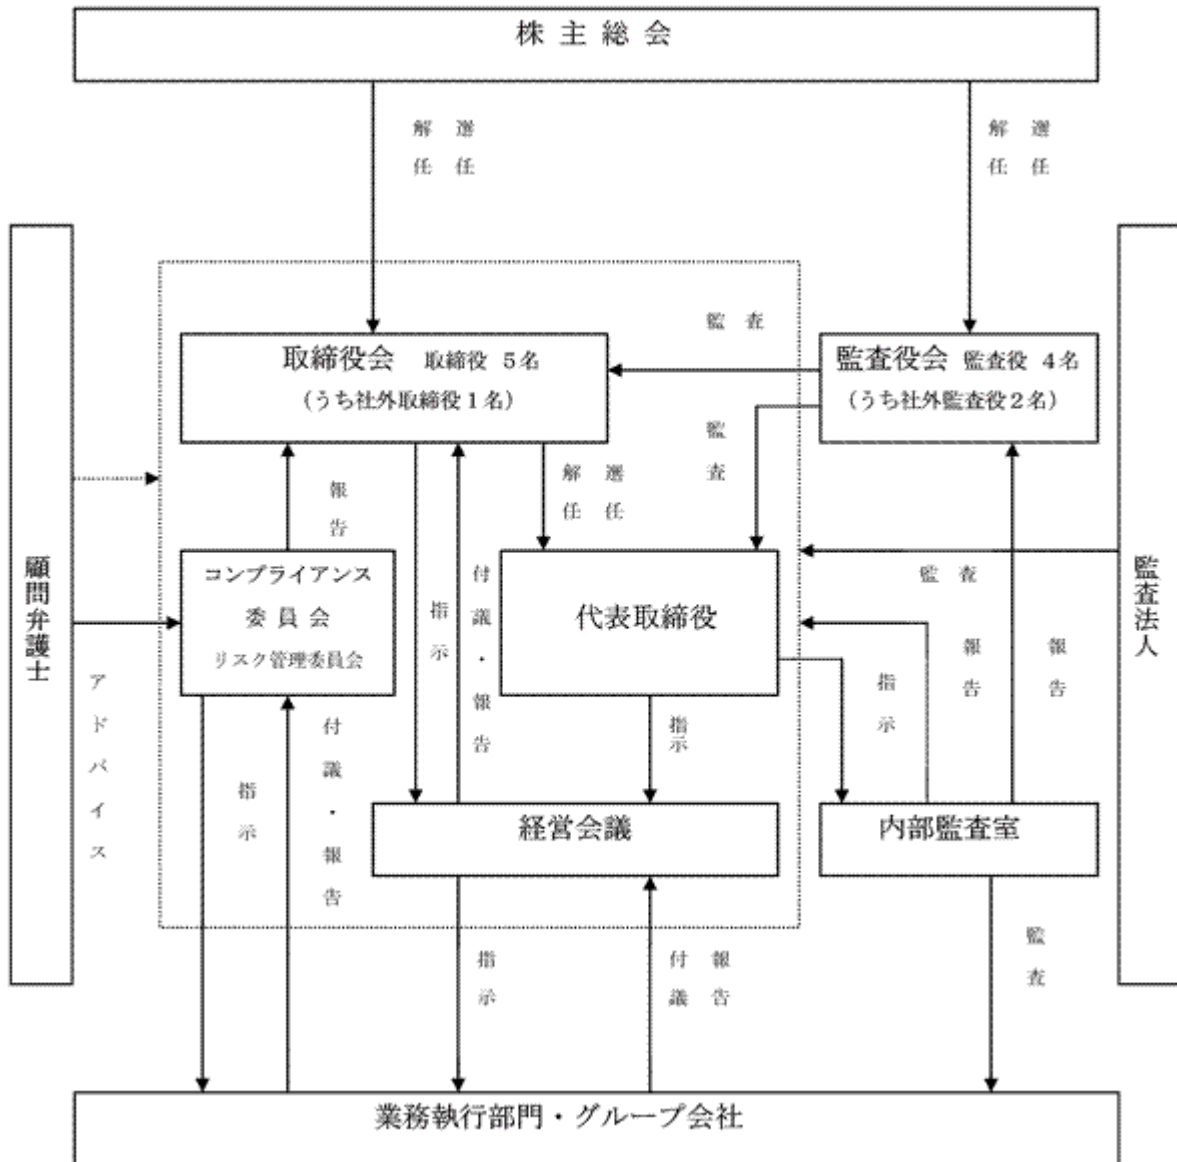 株主総会
選任
解任
選任
解任
監査
取締役会 取締役 5名
(うち社外取締役1名)
監査役会 監査役 4名
(うち社外監査役2名)
監査
選任
解任
報告
顧問弁護士
監査法人
コンプライアンス
委員会
リスク管理委員会
指示
付議・報告
代表取締役
監査
報告
報告
指示
アドバイス
指示
付議・報告
指示
経営会議
内部監査室
指示
報告
付議
監査
業務執行部門・グループ会社